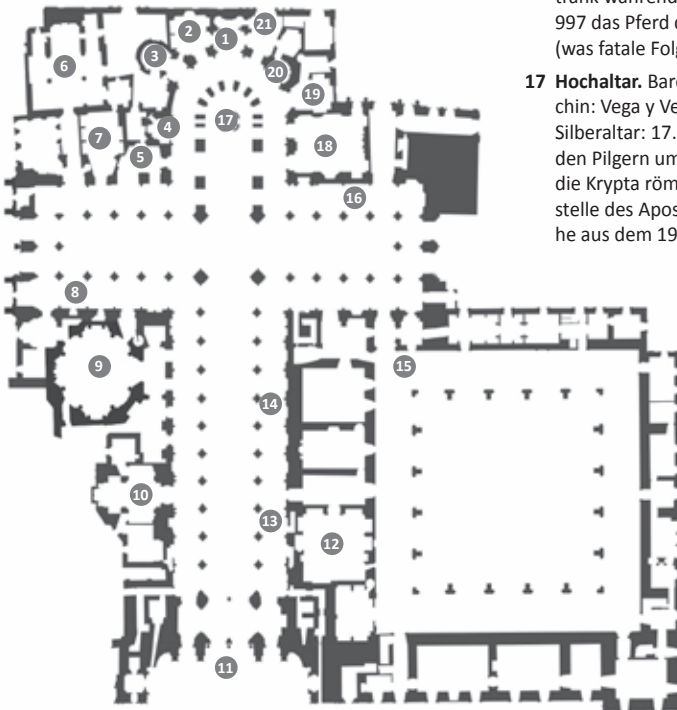 trank während
997 das Pferd
(was fatale Folg
17 Hochaltar. Bar
chin: Vega y Ve
Silberaltar: 17.
den Pilgern um
die Krypta röm
stelle des Apos
he aus dem 19
21
2
1
3
6
20
19
17
4
7
18
5
16
8
9
15
14
10
13
12
11